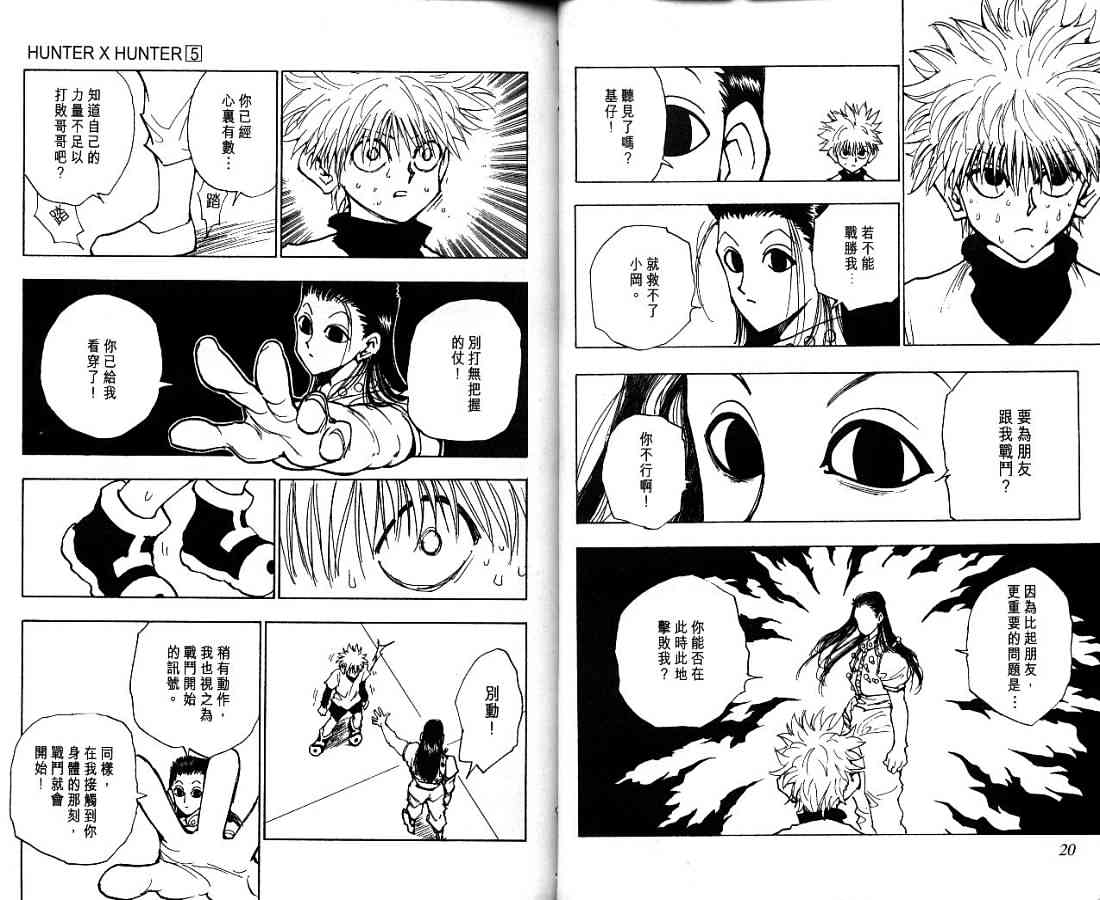 聽見了嗎？
基仔！
若不能
戰勝我…
就救不了
小岡。
要為朋友
跟我戰鬥？
你不行啊！
因為比起朋友，
更重要的問題是…
你能否在
此時此地
擊敗我？
20
HUNTER X HUNTER 5
你已經
心裏有數…
知道自己的
力量不足以
打敗哥哥吧？
踏
踏
別打無把握
的仗！
你已給我
看穿了！
別動！
稍有動作，
我也視之為
戰鬥開始
的訊號。
同樣，
在我接觸到你
身體的那刻，
戰鬥就會
開始！